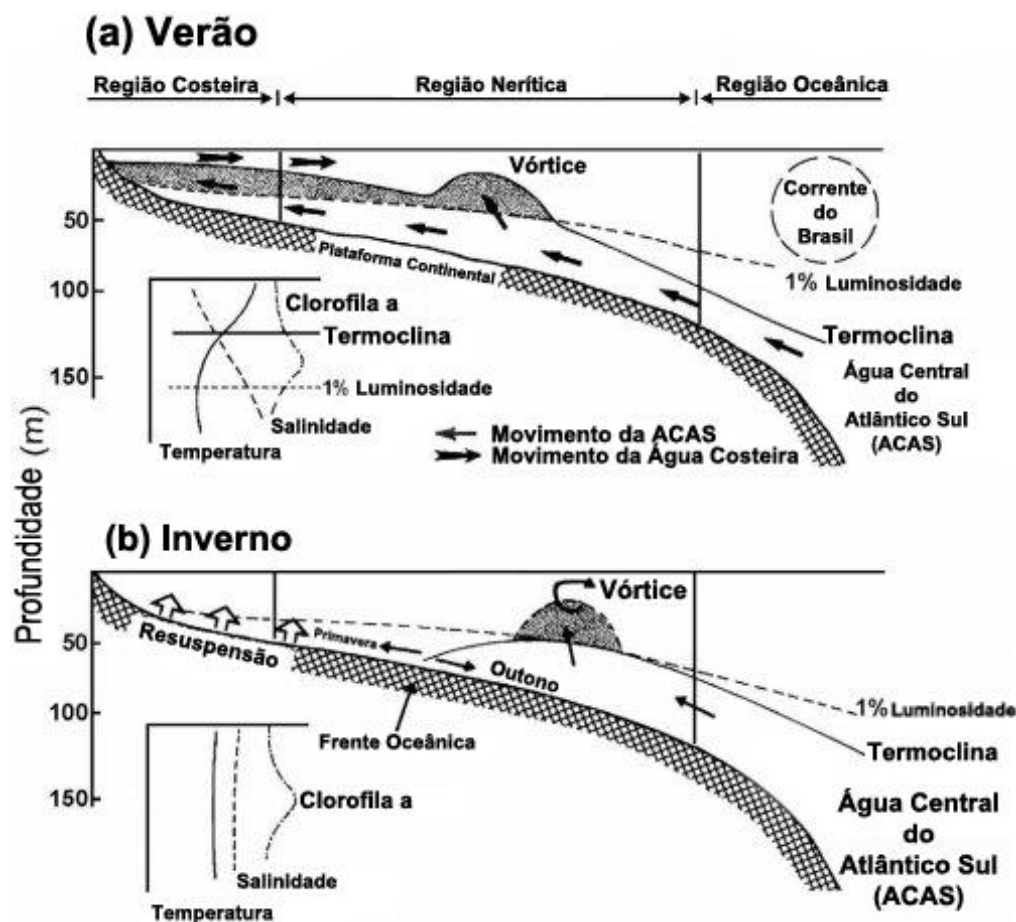 (a) Verão
Região Costeira
Região Nerítica
Região Oceânica
Vórtice
Corrente
do
Brasil
50
Plataforma Continental
1% Luminosidade
100
Clorofila a
Termoclina
Termoclina
150
1% Luminosidade
Água Central
do
Atlântico Sul
(ACAS)
Salinidade
Temperatura
Movimento da ACAS
Movimento da Água Costeira
Profundidade (m)
(b) Inverno
Vórtice
50
Resuspensão
Primavera
Outono
100
1% Luminosidade
Frente Oceânica
Termoclina
150
Clorofila a
Água Central
do
Atlântico Sul
(ACAS)
Salinidade
Temperatura